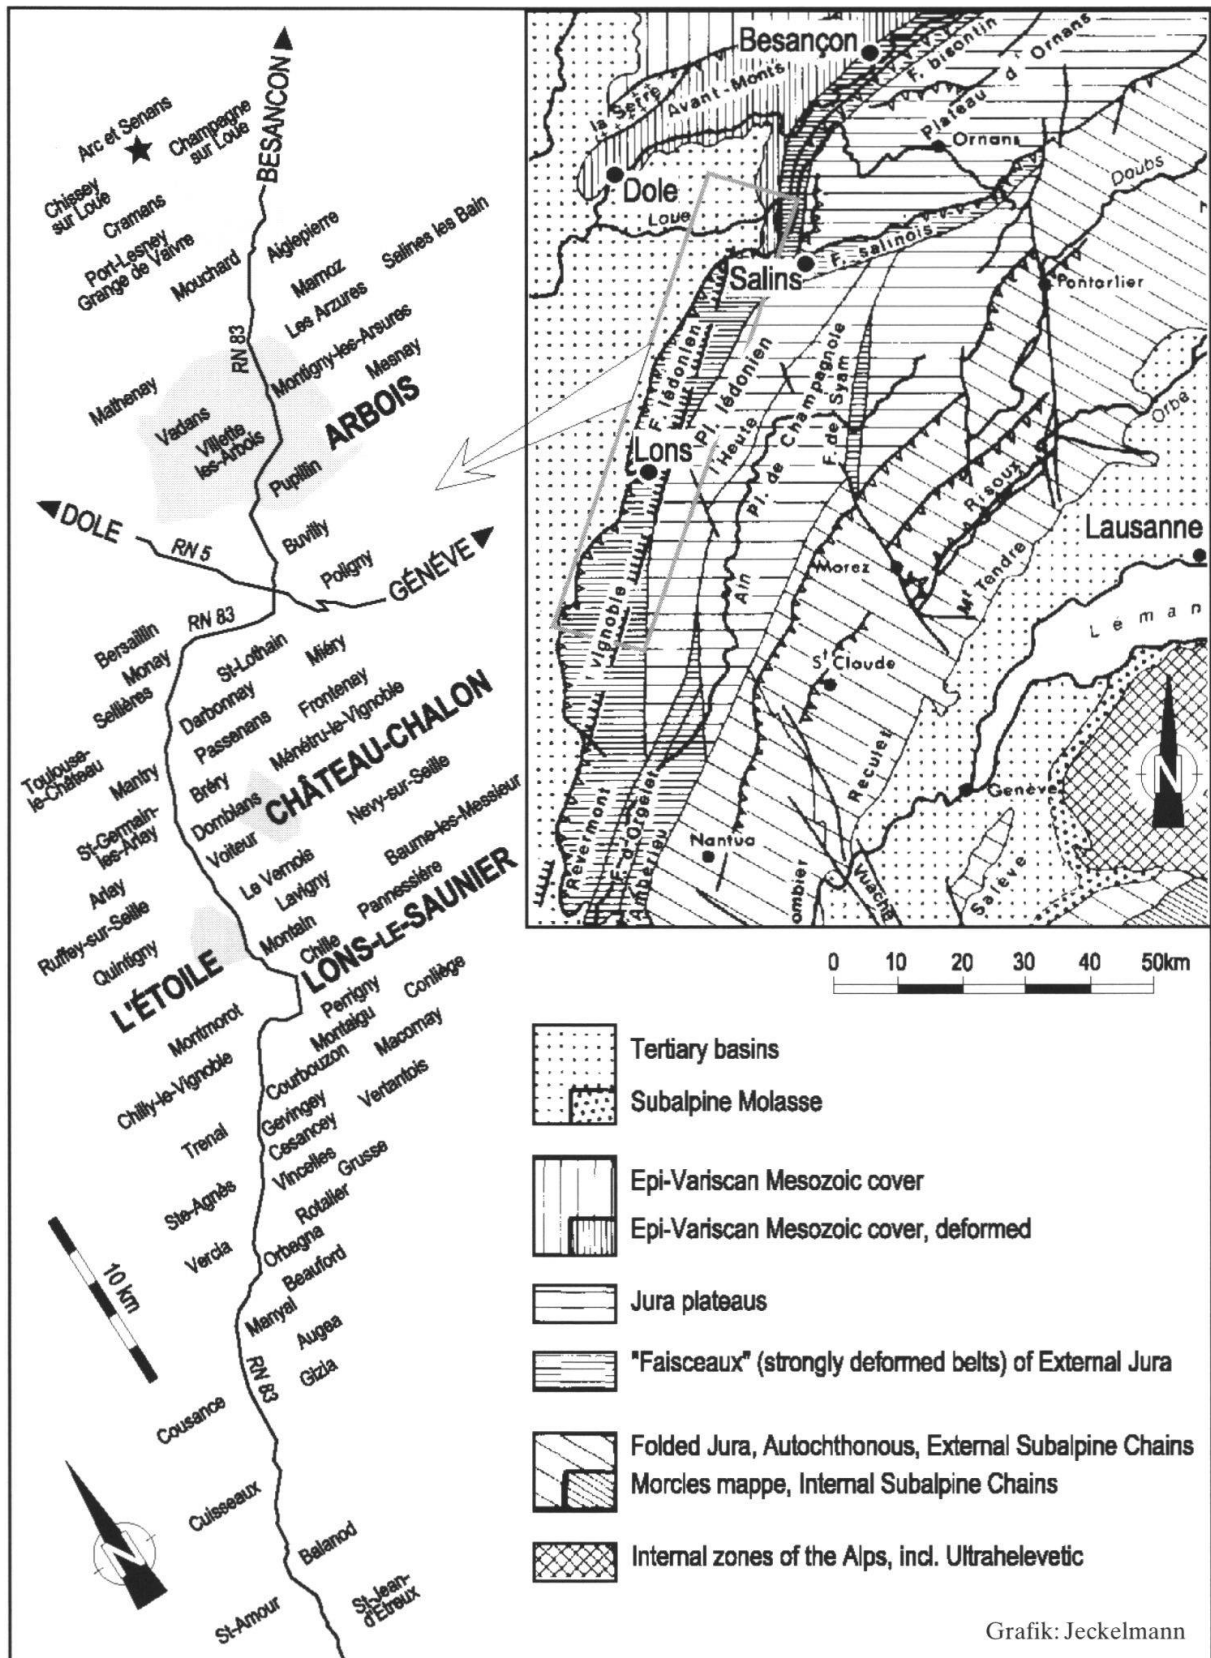 BESANCON
Arc et Senans
Champagne
sur Loue
Chissey
sur Loue
Cramans
Port-Lesney
Grange de Vaivre
Mouchard
Aiglepierre
Marnoz
Selines les Bain
Les Arzures
RN 83
Montigny-les-Arsures
Mesnay
Mathenay
Vadans
Villette
les-Arbois
ARBOIS
Pupillin
DOLE
RN 5
Buvilly
Poligny
GÉNÉVE
RN 83
Bersaillin
Monay
Sellières
St-Lothain
Miéry
Darbonnay
Frontenay
Passenans
Ménétru-le-Vignoble
Toulouse-
le-Château
Mantry
Bréry
CHÂTEAU-CHALON
St-Germain-
les-Arlay
Domblans
Nevy-sur-Seille
Voiteur
Baume-les-Messieur
Arlay
Le Vernois
Lavigny
Pannessière
Ruffey-sur-Seille
Quintigny
Montain
Chille
LONS-LE-SAUNIER
L'ÉTOILE
Perrigny
Conliège
Montmorot
Montaigu
Macornay
Courbouzon
Chilly-le-Vignoble
Vertantois
Gevingey
Trenal
Cesancey
Vincelles
Grusse
Ste-Agnès
Rotalier
Vercia
Orbagna
Beauford
10 km
Manyal
Augea
RN 83
Gizia
Cousance
Cuisseaux
N
Balanod
St-Amour
St-Jean-
d'Etreux
Besançon
F. bisontin
Plateau d'Ornans
la Serre
Avant-Monts
Ornans
Dole
Doubs
Loue
F. salinois
Salins
Pontarlier
F. lédonien
Pl. lédonien
l'Heute
Pl. de Champagnole
F. de Syam
Orbe
Lons
Risoux
Lausanne
Ain
Morez
Mt Tendre
Léman
Vignoble
St Claude
Reculet
N
Genève
Revermont
F. d'Orgelet
Ambérieu
Nantua
ombier
Vuache
Salève
0 10 20 30 40 50km
Tertiary basins
Subalpine Molasse
Epi-Variscan Mesozoic cover
Epi-Variscan Mesozoic cover, deformed
Jura plateaus
"Faisceaux" (strongly deformed belts) of External Jura
Folded Jura, Autochthonous, External Subalpine Chains
Morcles mappe, Internal Subalpine Chains
Internal zones of the Alps, incl. Ultrahelevetic
Grafik: Jeckelmann